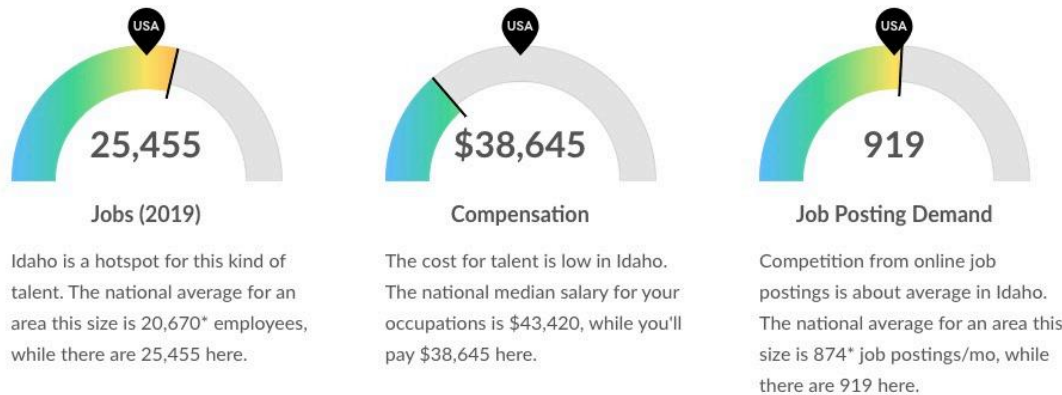 USA
25,455
Jobs (2019)
Idaho is a hotspot for this kind of
talent. The national average for an
area this size is 20,670* employees,
while there are 25,455 here.
USA
$38,645
Compensation
The cost for talent is low in Idaho.
The national median salary for your
occupations is $43,420, while you'll
pay $38,645 here.
USA
919
Job Posting Demand
Competition from online job
postings is about average in Idaho.
The national average for an area this
size is 874* job postings/mo, while
there are 919 here.